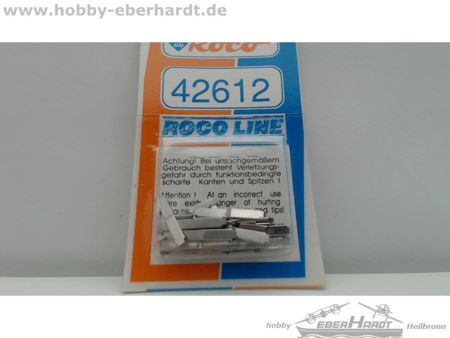 www.hobby-eberhardt.de
Roco
42612
ROCO LINE
Achtung! Bei unsachgemäßem
Gebrauch besteht Verletzungs-
gefahr durch funktionsbedingte
scharfe Kanten und Spitzen !
Attention ! At an incorrect use
danger of hurting
and tips!
hobby EBERHARDT Heilbronn